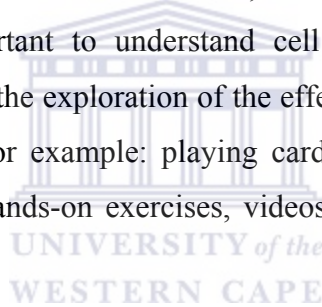 rtant to understand cell
the exploration of the effe
or example: playing card
ands-on exercises, videos
UNIVERSITY of the
WESTERN CAPE